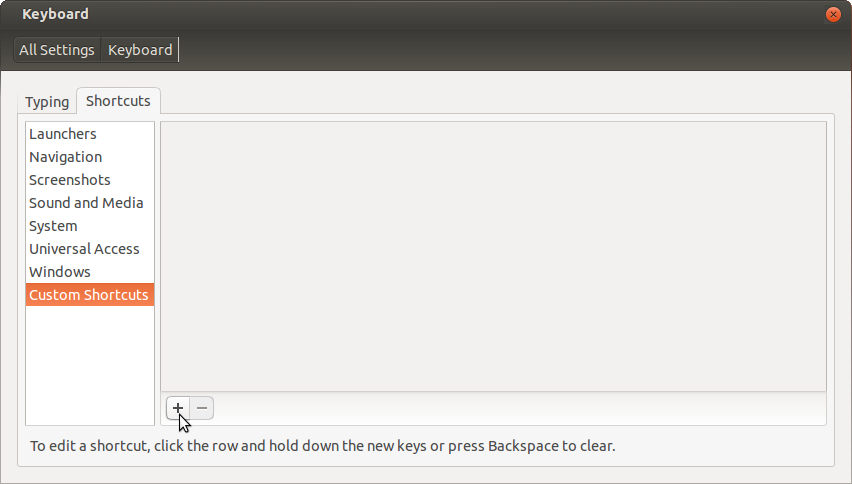 Keyboard
All Settings Keyboard
Typing Shortcuts
Launchers
Navigation
Screenshots
Sound and Media
System
Universal Access
Windows
Custom Shortcuts
To edit a shortcut, click the row and hold down the new keys or press Backspace to clear.